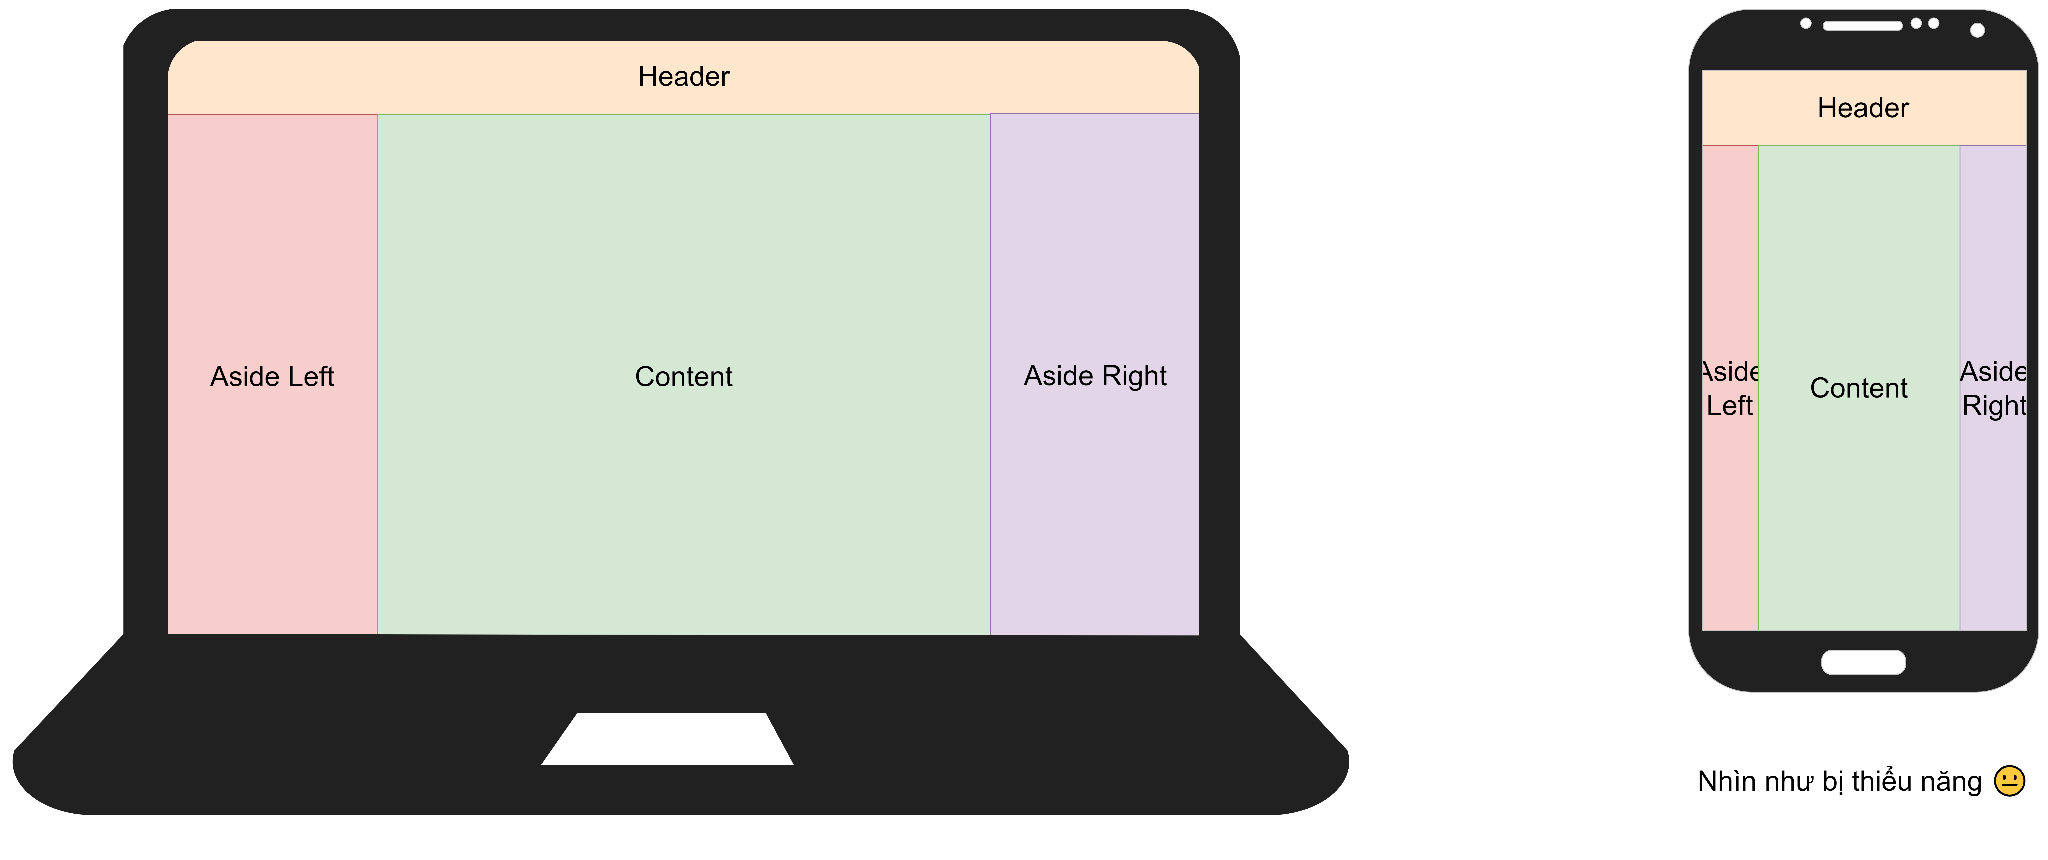 Header
Aside Left
Content
Aside Right
Header
Aside
Left
Content
Aside
Right
Nhìn như bị thiểu năng 😐